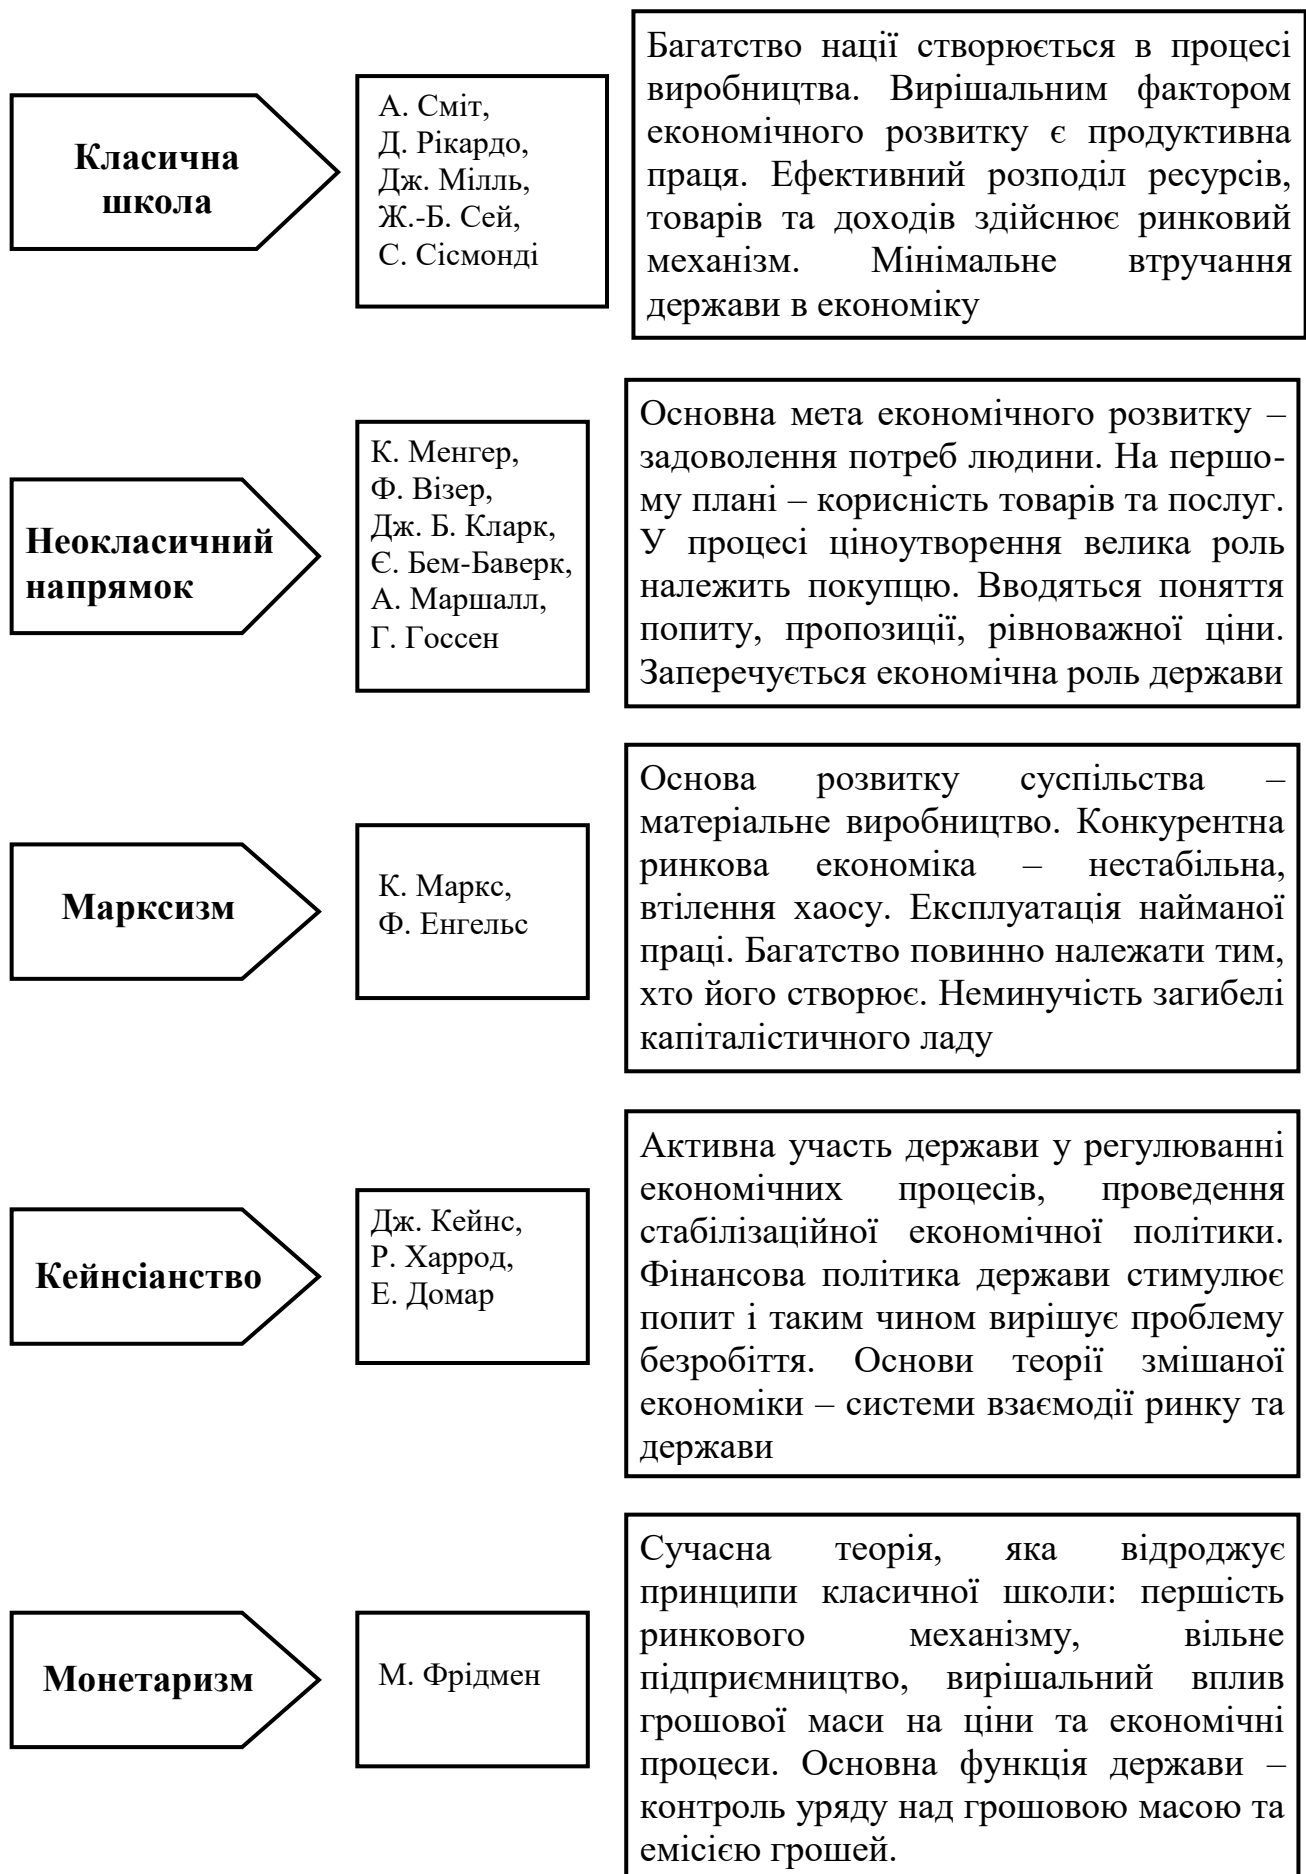 Класична
школа
А. Сміт,
Д. Рікардо,
Дж. Мілль,
Ж.-Б. Сей,
С. Сісмонді
Багатство нації створюється в процесі
виробництва. Вирішальним фактором
економічного розвитку є продуктивна
праця. Ефективний розподіл ресурсів,
товарів та доходів здійснює ринковий
механізм. Мінімальне втручання
держави в економіку
Неокласичний
напрямок
К. Менгер,
Ф. Візер,
Дж. Б. Кларк,
Є. Бем-Баверк,
А. Маршалл,
Г. Госсен
Основна мета економічного розвитку –
задоволення потреб людини. На першо-
му плані – корисність товарів та послуг.
У процесі ціноутворення велика роль
належить покупцю. Вводяться поняття
попиту, пропозиції, рівноважної ціни.
Заперечується економічна роль держави
Марксизм
К. Маркс,
Ф. Енгельс
Основа розвитку суспільства –
матеріальне виробництво. Конкурентна
ринкова економіка – нестабільна,
втілення хаосу. Експлуатація найманої
праці. Багатство повинно належати тим,
хто його створює. Неминучість загибелі
капіталістичного ладу
Кейнсіанство
Дж. Кейнс,
Р. Харрод,
Е. Домар
Активна участь держави у регулюванні
економічних процесів, проведення
стабілізаційної економічної політики.
Фінансова політика держави стимулює
попит і таким чином вирішує проблему
безробіття. Основи теорії змішаної
економіки – системи взаємодії ринку та
держави
Монетаризм
М. Фрідмен
Сучасна теорія, яка відроджує
принципи класичної школи: першість
ринкового механізму, вільне
підприємництво, вирішальний вплив
грошової маси на ціни та економічні
процеси. Основна функція держави –
контроль уряду над грошовою масою та
емісією грошей.